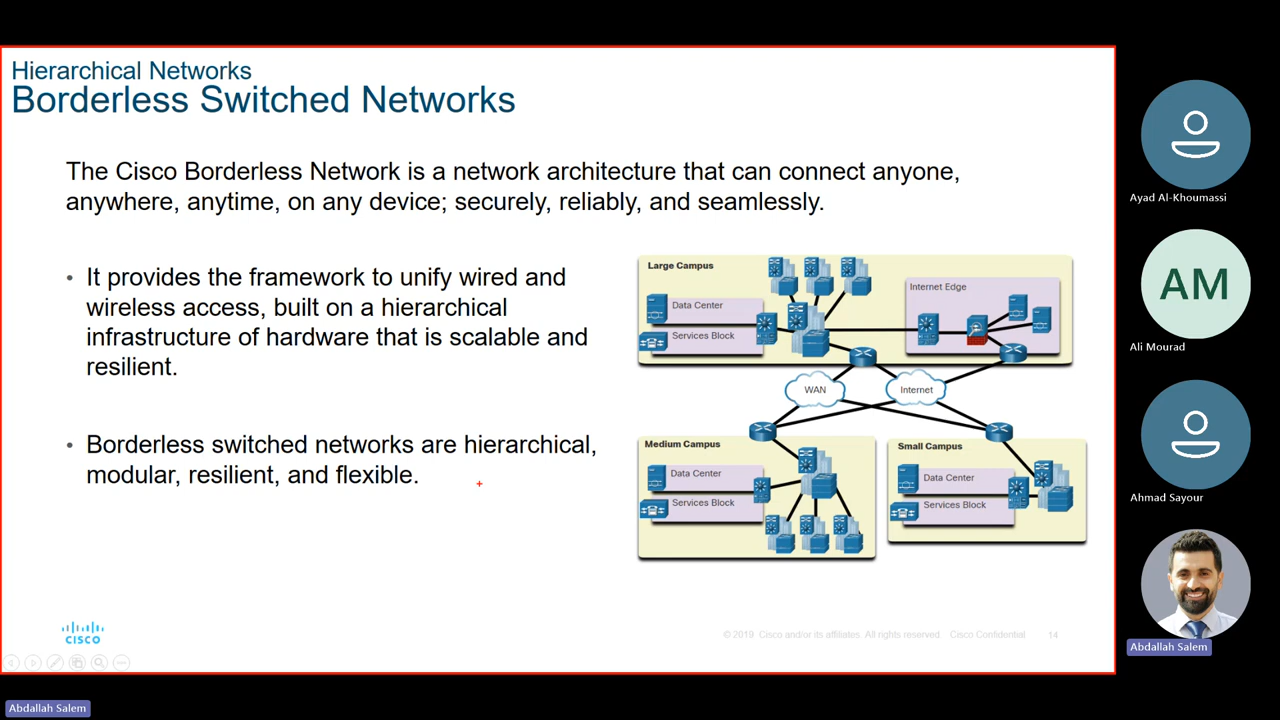 Hierarchical Networks
Borderless Switched Networks
The Cisco Borderless Network is a network architecture that can connect anyone,
anywhere, anytime, on any device; securely, reliably, and seamlessly.
• It provides the framework to unify wired and
wireless access, built on a hierarchical
infrastructure of hardware that is scalable and
resilient.
• Borderless switched networks are hierarchical,
modular, resilient, and flexible.
Large Campus
Data Center
Services Block
Internet Edge
WAN
Internet
Medium Campus
Data Center
Services Block
Small Campus
Data Center
Services Block
CISCO
© 2019 Cisco and/or its affiliates. All rights reserved. Cisco Confidential
14
Ayad Al-Khoumassi
AM
Ali Mourad
Ahmad Sayour
Abdallah Salem
Abdallah Salem